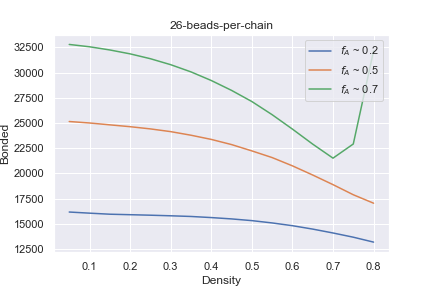 26-beads-per-chain
32500
30000
27500
25000
22500
20000
17500
15000
12500
Bonded
f_A ~ 0.2
f_A ~ 0.5
f_A ~ 0.7
0.1 0.2 0.3 0.4 0.5 0.6 0.7 0.8
Density